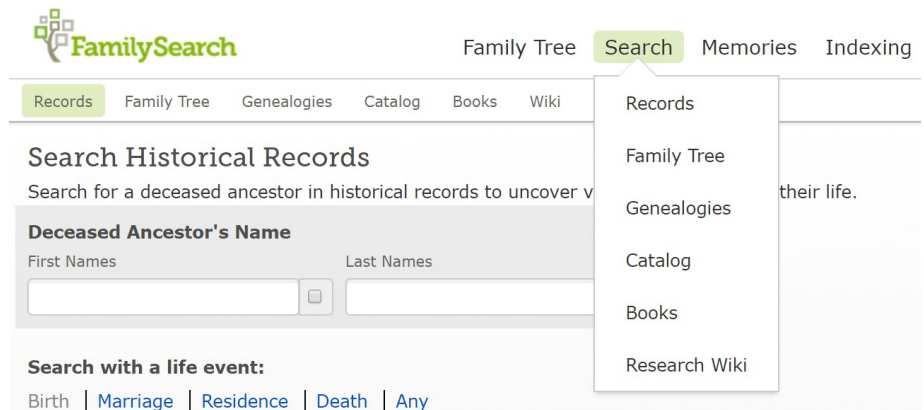 FamilySearch
Family Tree Search Memories Indexing
Records Family Tree Genealogies Catalog Books Wiki
Records
Family Tree
Genealogies
Catalog
Books
Research Wiki
Search Historical Records
Search for a deceased ancestor in historical records to uncover v their life.
Deceased Ancestor's Name
First Names Last Names
Search with a life event:
Birth | Marriage | Residence | Death | Any